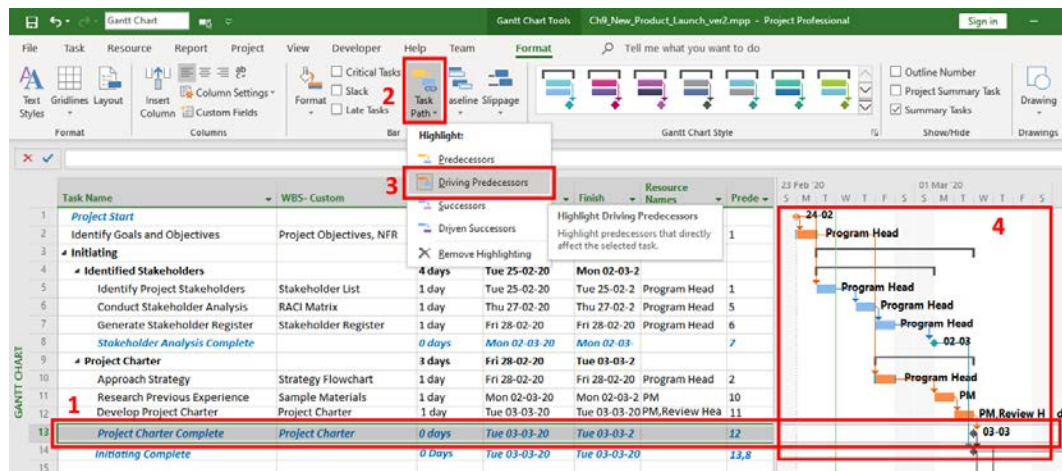 Gantt Chart
Gantt Chart Tools
Ch9_New_Product_Launch_ver2.mpp - Project Professional
Sign in
File Task Resource Report Project View Developer Help Team Format Tell me what you want to do
Text Styles
Gridlines
Layout
Format
Insert Column
Column Settings
Custom Fields
Columns
Format
Critical Tasks
Slack
Late Tasks
2
Task Path
aseline
Slippage
Bar
Gantt Chart Style
Outline Number
Project Summary Task
Summary Tasks
Show/Hide
Drawing
Drawings
Highlight:
Predecessors
3
Driving Predecessors
Successors
Driven Successors
Remove Highlighting
Highlight Driving Predecessors
Highlight predecessors that directly affect the selected task.
Task Name WBS- Custom Finish Resource Names Prede
23 Feb '20 01 Mar '20
S M T W T F S S M T W T F S
4
1 Project Start
2 Identify Goals and Objectives Project Objectives, NFR 1
3 Initiating
4 Identified Stakeholders 4 days Tue 25-02-20 Mon 02-03-2
5 Identify Project Stakeholders Stakeholder List 1 day Tue 25-02-20 Tue 25-02-2 Program Head 1
6 Conduct Stakeholder Analysis RACI Matrix 1 day Thu 27-02-20 Thu 27-02-2 Program Head 5
7 Generate Stakeholder Register Stakeholder Register 1 day Fri 28-02-20 Fri 28-02-20 Program Head 6
8 Stakeholder Analysis Complete 0 days Mon 02-03-20 Mon 02-03- 7
9 Project Charter 3 days Fri 28-02-20 Tue 03-03-2
10 Approach Strategy Strategy Flowchart 1 day Fri 28-02-20 Fri 28-02-20 Program Head 2
11 Research Previous Experience Sample Materials 1 day Mon 02-03-20 Mon 02-03-2 PM 10
1
12 Develop Project Charter Project Charter 1 day Tue 03-03-20 Tue 03-03-20 PM,Review Hea 11
13 Project Charter Complete Project Charter 0 days Tue 03-03-20 Tue 03-03-2 12
14 Initiating Complete 0 Days Tue 03-03-20 Tue 03-03-20 13,8
15
GANTT CHART
24-02
Program Head
Program Head
Program Head
Program Head
02-03
Program Head
PM
PM,Review H d
03-03